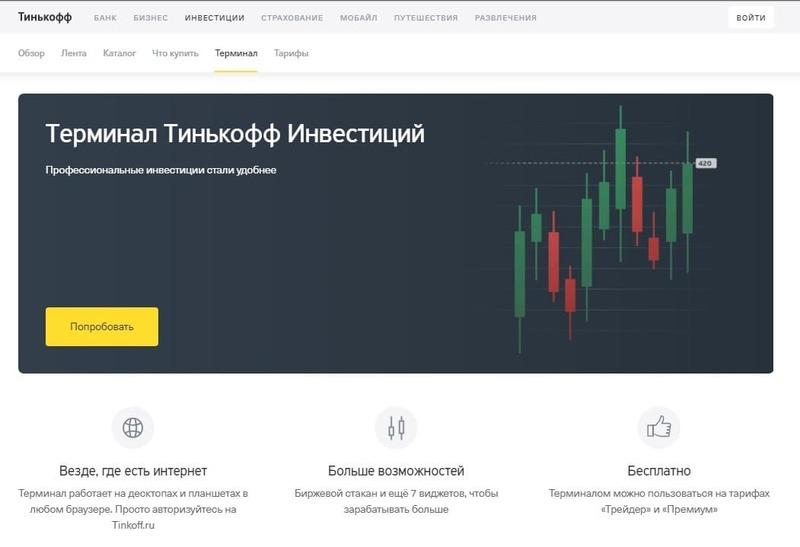 Тинькофф БАНК БИЗНЕС ИНВЕСТИЦИИ СТРАХОВАНИЕ МОБАЙЛ ПУТЕШЕСТВИЯ РАЗВЛЕЧЕНИЯ ВОЙТИ
Обзор Лента Каталог Что купить Терминал Тарифы
Терминал Тинькофф Инвестиций
Профессиональные инвестиции стали удобнее
420
Попробовать
Везде, где есть интернет
Терминал работает на десктопах и планшетах в
любом браузере. Просто авторизуйтесь на
Tinkoff.ru
Больше возможностей
Биржевой стакан и ещё 7 виджетов, чтобы
зарабатывать больше
Бесплатно
Терминалом можно пользоваться на тарифах
«Трейдер» и «Премиум»